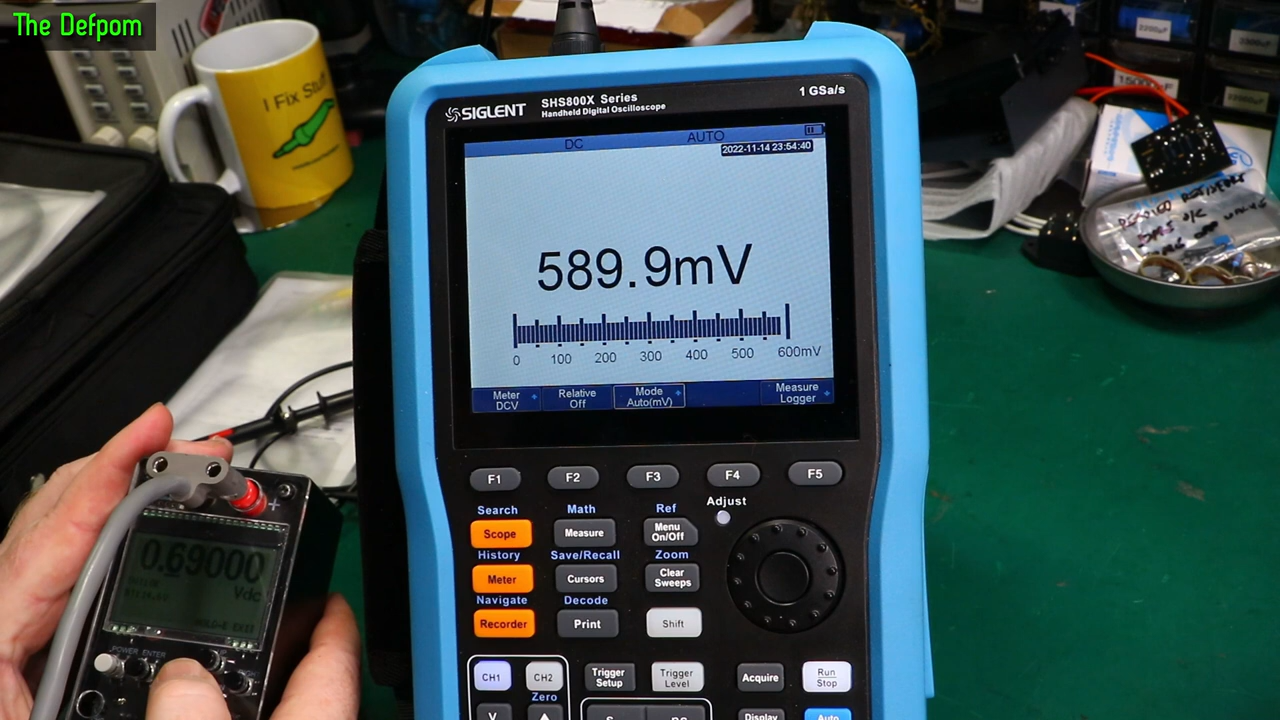 The Defpom
I Fix Stuff
SIGLENT
SHS800X Series
Handheld Digital Oscilloscope
1 GSa/s
DC
AUTO
2022-11-14 23:54:40
589.9mV
0 100 200 300 400 500 600mV
Meter
DCV
Relative
Off
Mode
Auto(mV)
Measure
Logger
F1 F2 F3 F4 F5
Search Math Ref Adjust
Scope Measure Menu On/Off
History Save/Recall Zoom
Meter Cursors Clear Sweeps
Navigate Decode
Recorder Print Shift
CH1 CH2 Trigger Setup Trigger Level Acquire Run Stop
Zero
V
Display
Auto
+
0.69000
Vdc
POWER ENTER